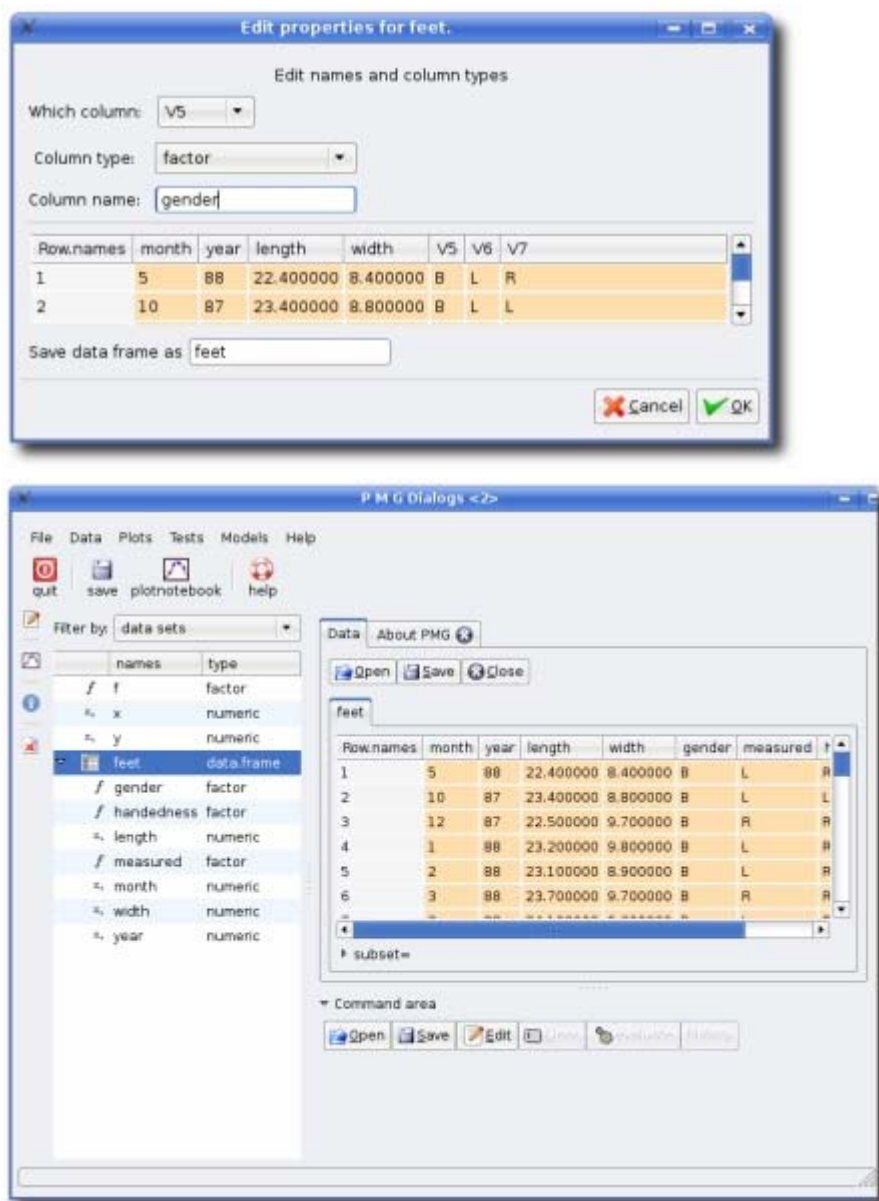 Edit properties for feet.
Edit names and column types
Which column: V5
Column type: factor
Column name: gender
Row.names month year length width V5 V6 V7
1 5 88 22.400000 8.400000 B L R
2 10 87 23.400000 8.800000 B L L
Save data frame as feet
Cancel OK
P M G Dialogs <2>
File Data Plots Tests Models Help
quit save plotnotebook help
Filter by: data sets
names type
f f factor
x numeric
y numeric
feet data.frame
f gender factor
f handedness factor
length numeric
f measured factor
month numeric
width numeric
year numeric
Data About PMG
Open Save Close
feet
Row.names month year length width gender measured
1 5 88 22.400000 8.400000 B L R
2 10 87 23.400000 8.800000 B L L
3 12 87 22.500000 9.700000 B R R
4 1 88 23.200000 9.800000 B L R
5 2 88 23.100000 8.900000 B L R
6 3 88 23.700000 9.700000 B R R
subset=
Command area
Open Save Edit evaluate history